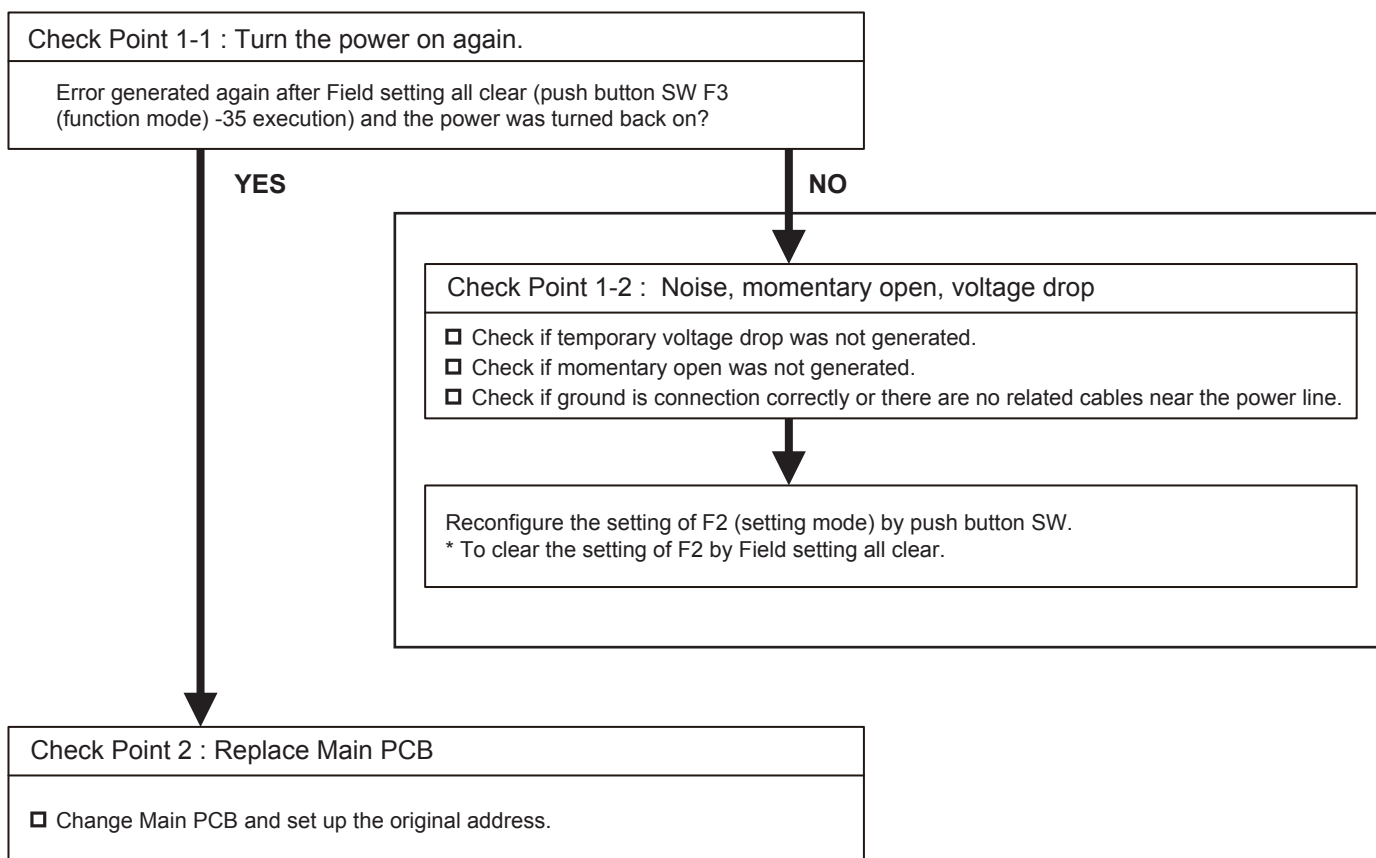 Check Point 1-1 : Turn the power on again.
Error generated again after Field setting all clear (push button SW F3
(function mode) -35 execution) and the power was turned back on?
YES
NO
Check Point 1-2 :  Noise, momentary open, voltage drop
Check if temporary voltage drop was not generated.
Check if momentary open was not generated.
Check if ground is connection correctly or there are no related cables near the power line.
Reconfigure the setting of F2 (setting mode) by push button SW.
* To clear the setting of F2 by Field setting all clear.
Check Point 2 : Replace Main PCB
Change Main PCB and set up the original address.